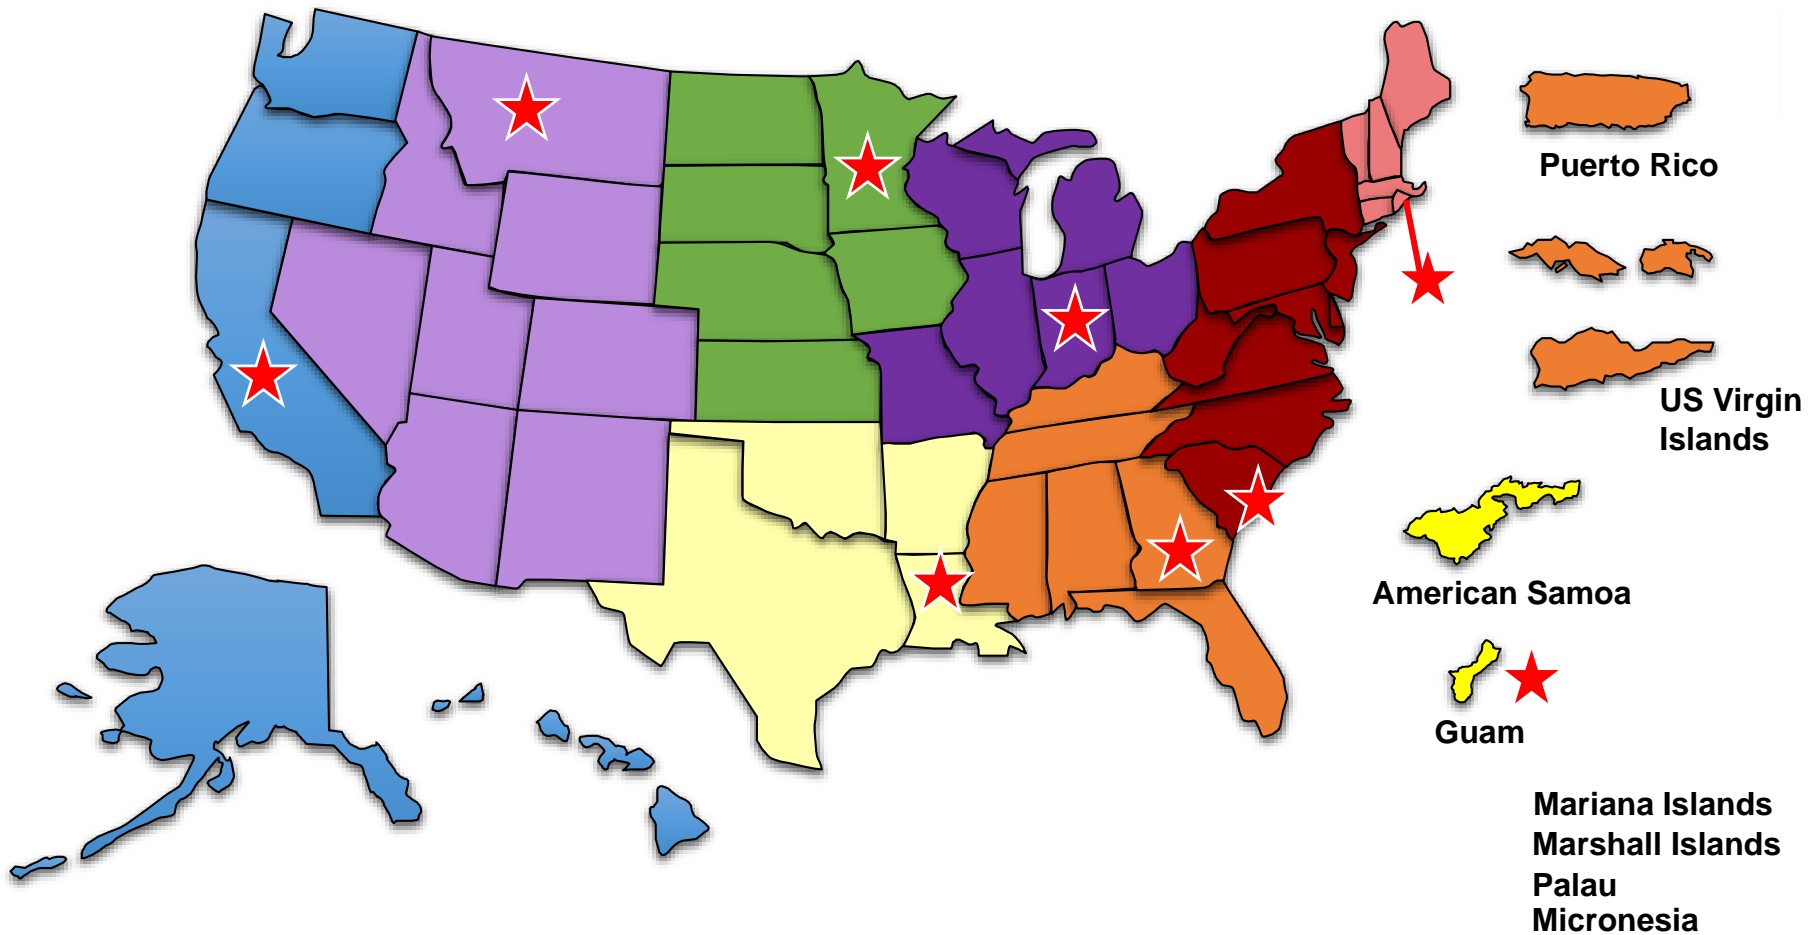 Puerto Rico
US Virgin
Islands
American Samoa
Guam
Mariana Islands
Marshall Islands
Palau
Micronesia